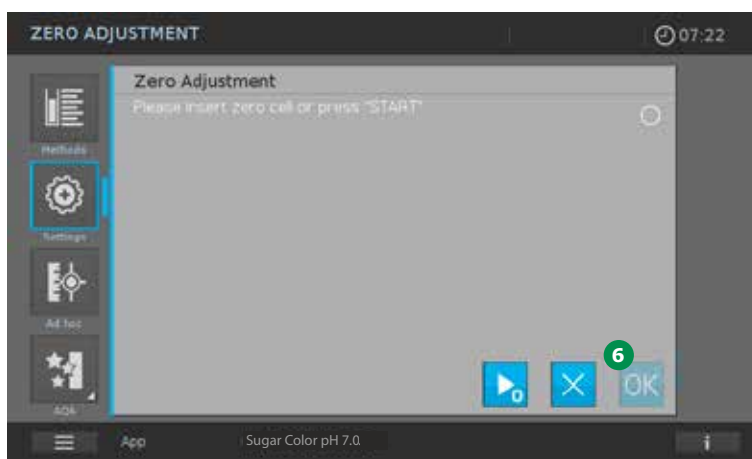 ZERO ADJUSTMENT
07:22
Zero Adjustment
Please insert zero cell or press "START"
Methods
Settings
Ad hoc
AQA
6
0
OK
App
Sugar Color pH 7.0
i